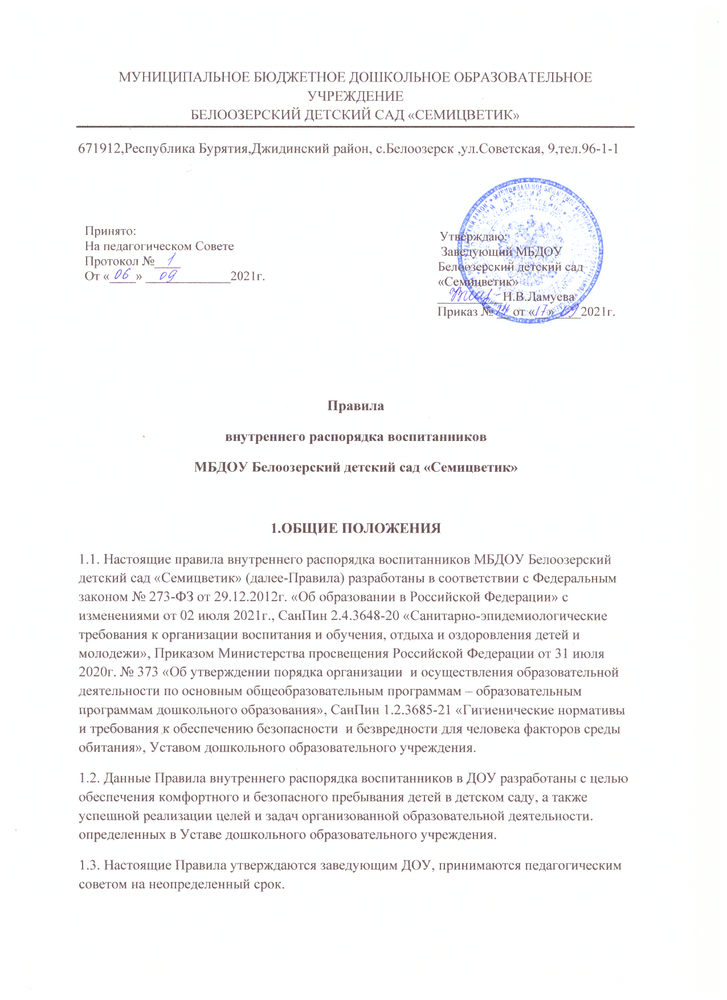 МУНИЦИПАЛЬНОЕ БЮДЖЕТНОЕ ДОШКОЛЬНОЕ ОБРАЗОВАТЕЛЬНОЕ
УЧРЕЖДЕНИЕ
БЕЛООЗЕРСКИЙ ДЕТСКИЙ САД «СЕМИЦВЕТИК»
671912,Республика Бурятия,Джидинский район, с.Белоозерск ,ул.Советская, 9,тел.96-1-1
Принято:
На педагогическом Совете
Протокол № 1
От «06» 09 2021г.
Утверждаю:
Заведующий МБДОУ
Белоозерский детский сад
«Семицветик»
Н.В.Ламуева
Приказ № от «17» 09 2021г.
Правила
внутреннего распорядка воспитанников
МБДОУ Белоозерский детский сад «Семицветик»
1.ОБЩИЕ ПОЛОЖЕНИЯ
1.1. Настоящие правила внутреннего распорядка воспитанников МБДОУ Белоозерский
детский сад «Семицветик» (далее-Правила) разработаны в соответствии с Федеральным
законом № 273-ФЗ от 29.12.2012г. «Об образовании в Российской Федерации» с
изменениями от 02 июля 2021г., СанПин 2.4.3648-20 «Санитарно-эпидемиологические
требования к организации воспитания и обучения, отдыха и оздоровления детей и
молодежи», Приказом Министерства просвещения Российской Федерации от 31 июля
2020г. № 373 «Об утверждении порядка организации и осуществления образовательной
деятельности по основным общеобразовательным программам – образовательным
программам дошкольного образования», СанПин 1.2.3685-21 «Гигиенические нормативы
и требования к обеспечению безопасности и безвредности для человека факторов среды
обитания», Уставом дошкольного образовательного учреждения.
1.2. Данные Правила внутреннего распорядка воспитанников в ДОУ разработаны с целью
обеспечения комфортного и безопасного пребывания детей в детском саду, а также
успешной реализации целей и задач организованной образовательной деятельности.
определенных в Уставе дошкольного образовательного учреждения.
1.3. Настоящие Правила утверждаются заведующим ДОУ, принимаются педагогическим
советом на неопределенный срок.